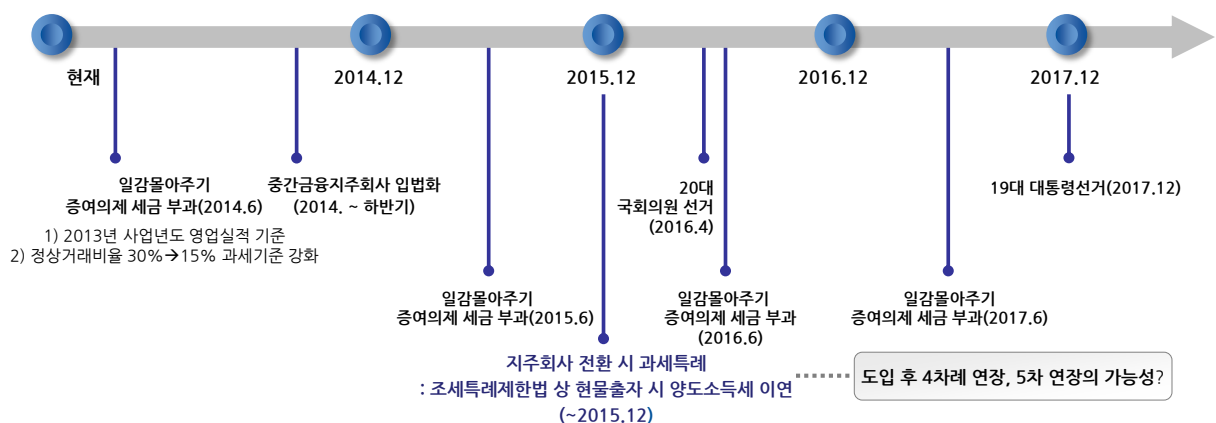 현재
2014.12
2015.12
2016.12
2017.12
일감몰아주기
증여의제 세금 부과(2014.6)
1) 2013년 사업년도 영업실적 기준
2) 정상거래비율 30%→15% 과세기준 강화
중간금융지주회사 입법화
(2014. ~ 하반기)
20대
국회의원 선거
(2016.4)
19대 대통령선거(2017.12)
일감몰아주기
증여의제 세금 부과(2015.6)
일감몰아주기
증여의제 세금 부과
(2016.6)
일감몰아주기
증여의제 세금 부과(2017.6)
지주회사 전환 시 과세특례
: 조세특례제한법 상 현물출자 시 양도소득세 이연
(~2015.12)
도입 후 4차례 연장, 5차 연장의 가능성?